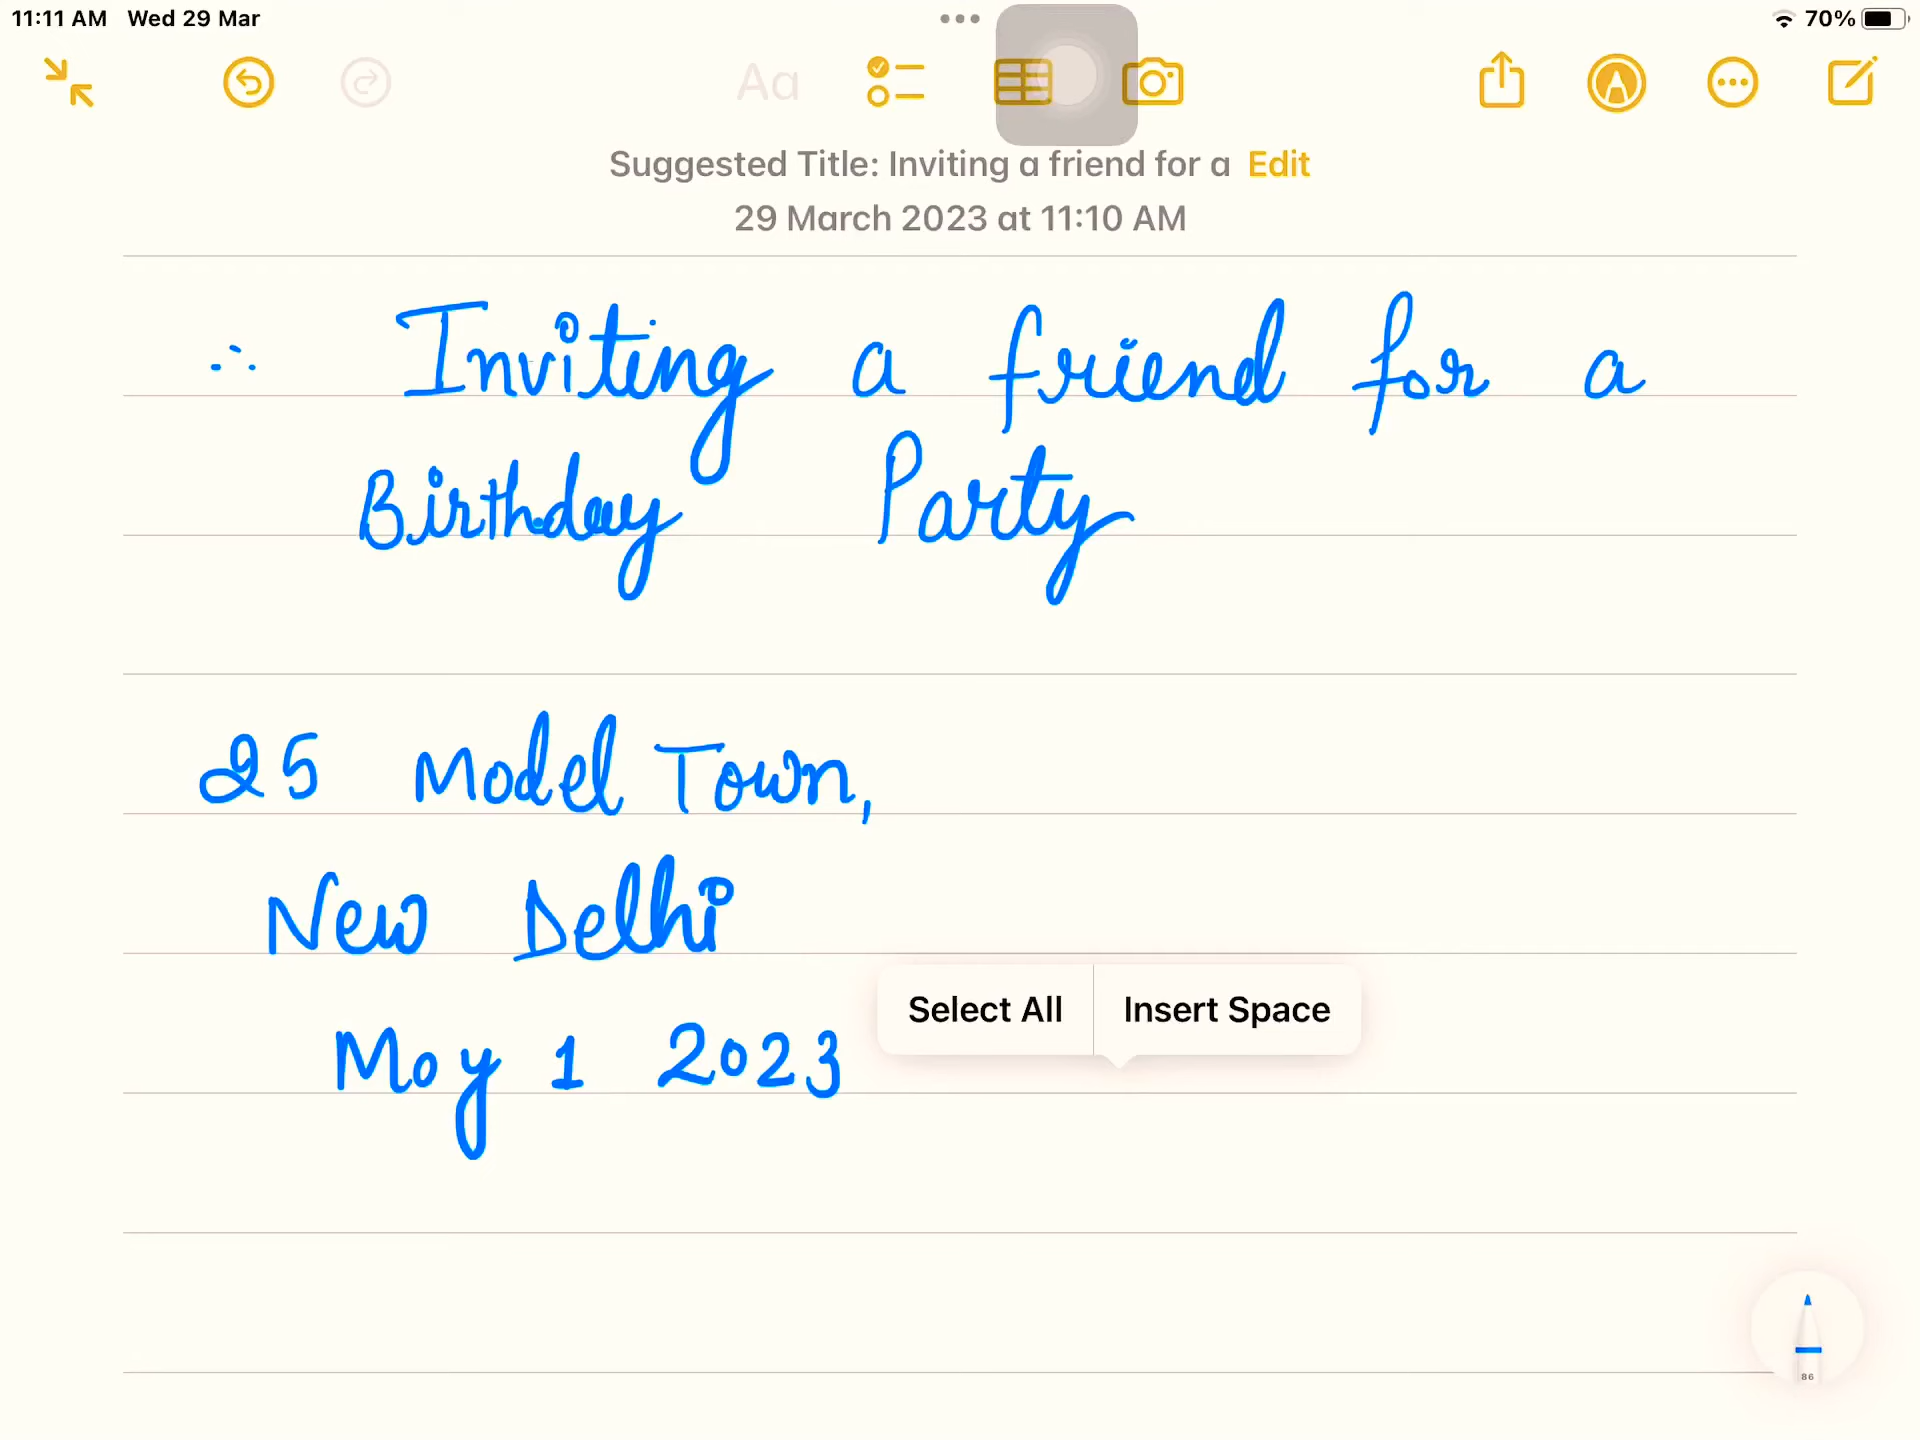 11:11 AM Wed 29 Mar
70%
Aa
Suggested Title: Inviting a friend for a Edit
29 March 2023 at 11:10 AM
∴ Inviting a friend for a
Birthday Party
25 Model Town,
New Delhi
Select All Insert Space
May 1 2023
86